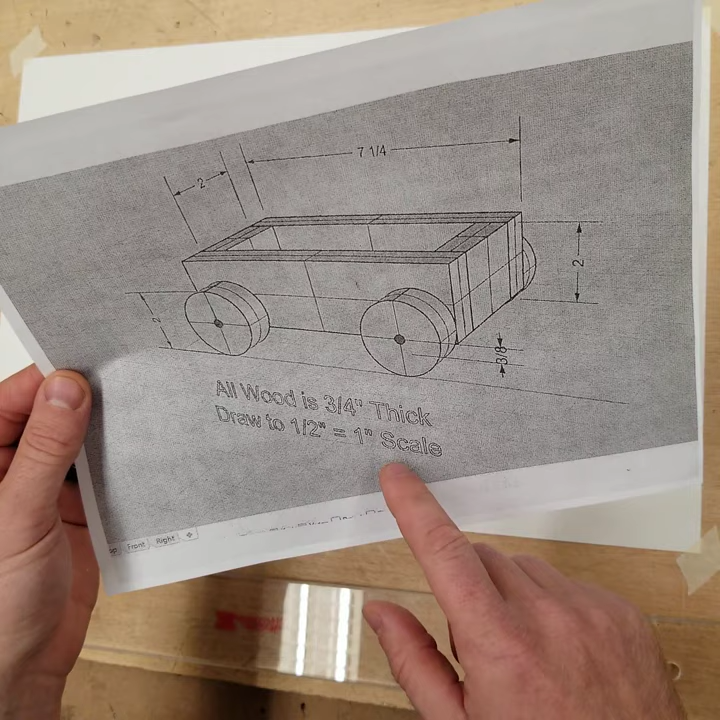 7 1/4
2
2
2
3/8
All Wood is 3/4" Thick
Draw to 1/2" = 1" Scale
Front Right